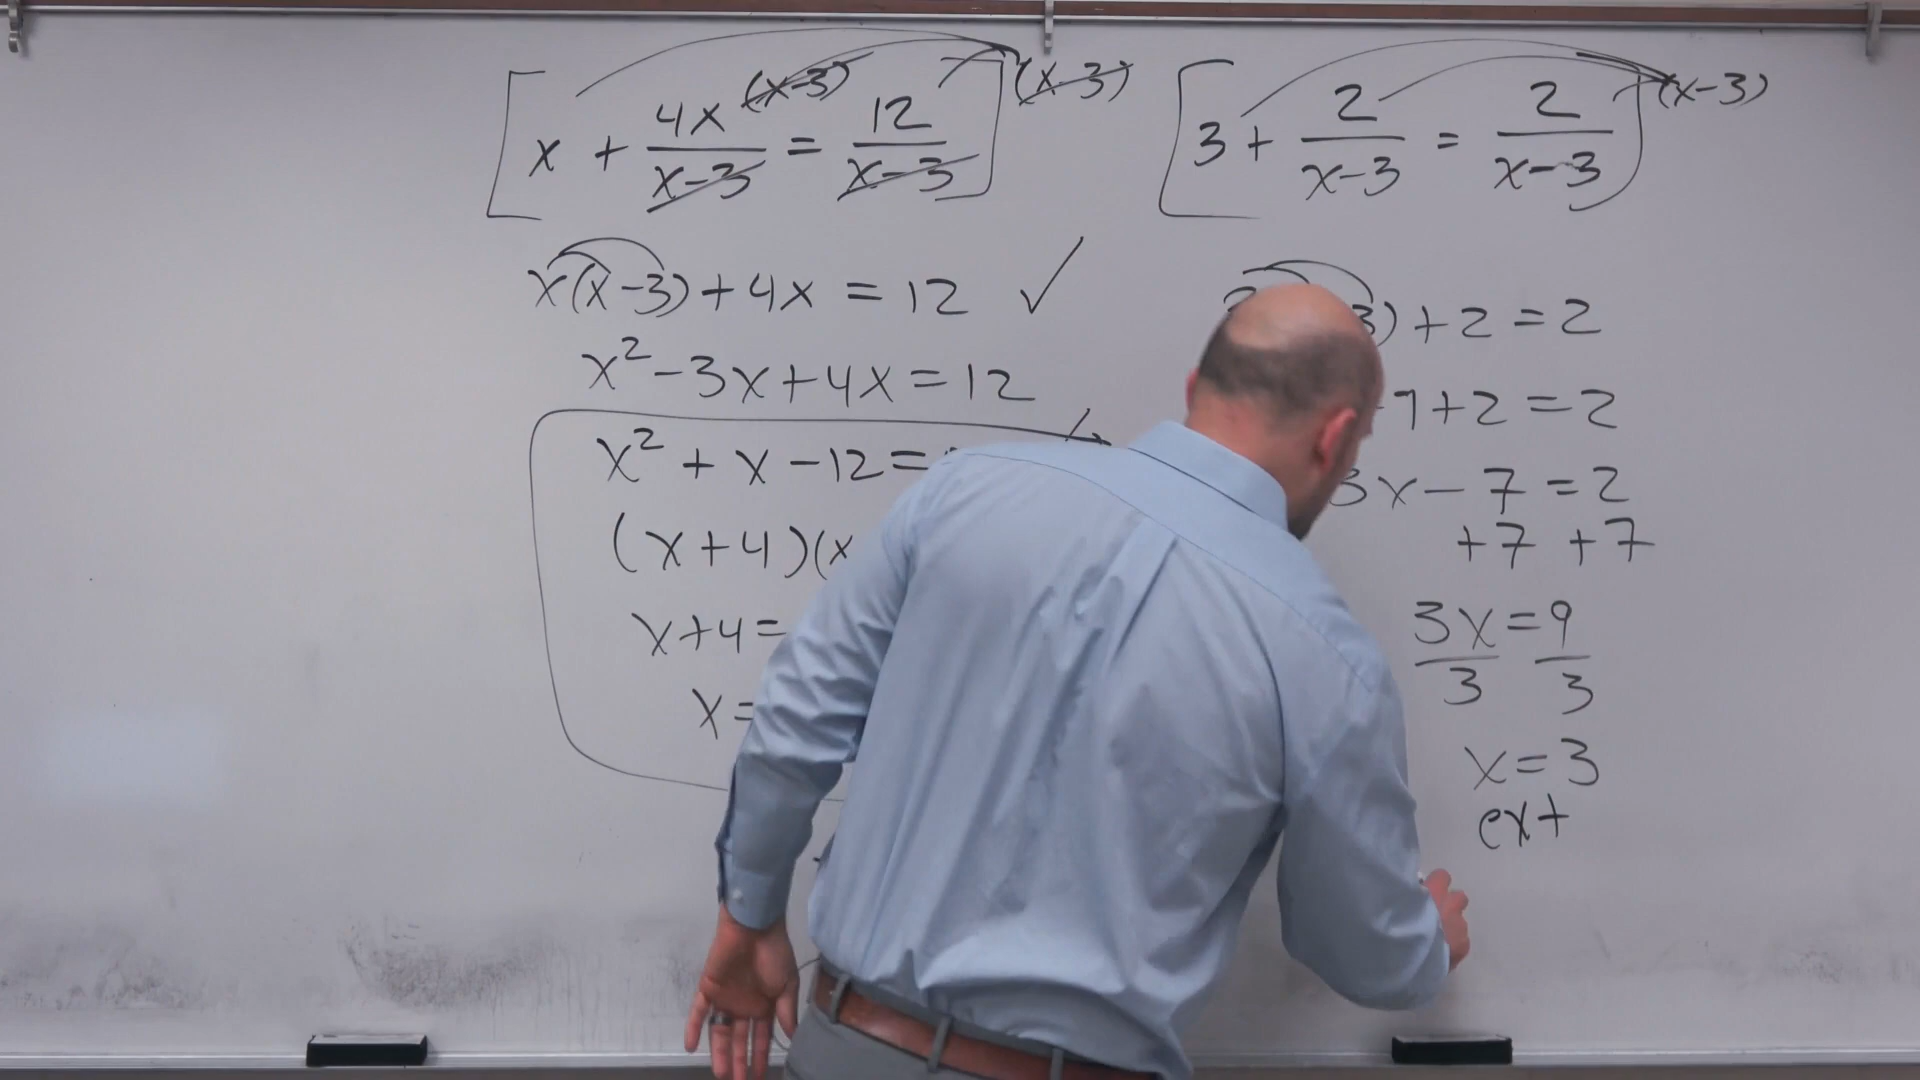 [x + 4x/(x-3) = 12/(x-3)](x-3)
(x-3)
x(x-3)+4x = 12 ✓
x²-3x+4x=12
x² + x -12=
(x+4)(x
x+4=
x=
[3+ 2/(x-3) = 2/(x-3)](x-3)
3)+2=2
+2=2
3x-7=2
+7 +7
3x=9
3 3
x=3
ext